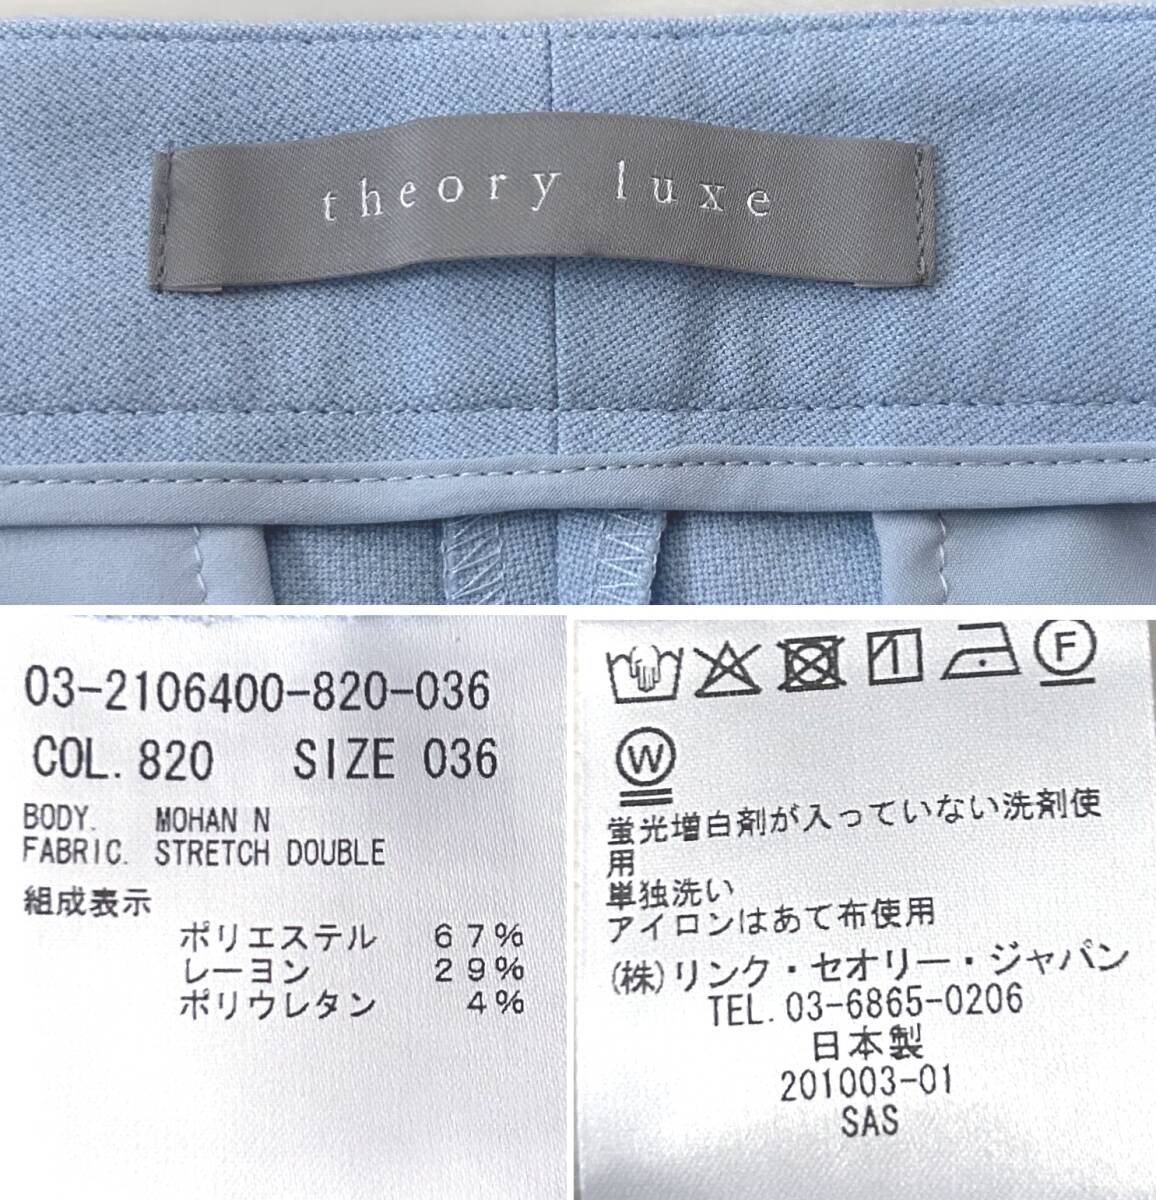 theory luxe
03-2106400-820-036
COL. 820 SIZE 036
BODY. MOHAN N
FABRIC. STRETCH DOUBLE
組成表示
ポリエステル 67%
レーヨン 29%
ポリウレタン 4%
F
W
蛍光増白剤が入っていない洗剤使
用
単独洗い
アイロンはあて布使用
(株)リンク・セオリー・ジャパン
TEL. 03-6865-0206
日本製
201003-01
SAS